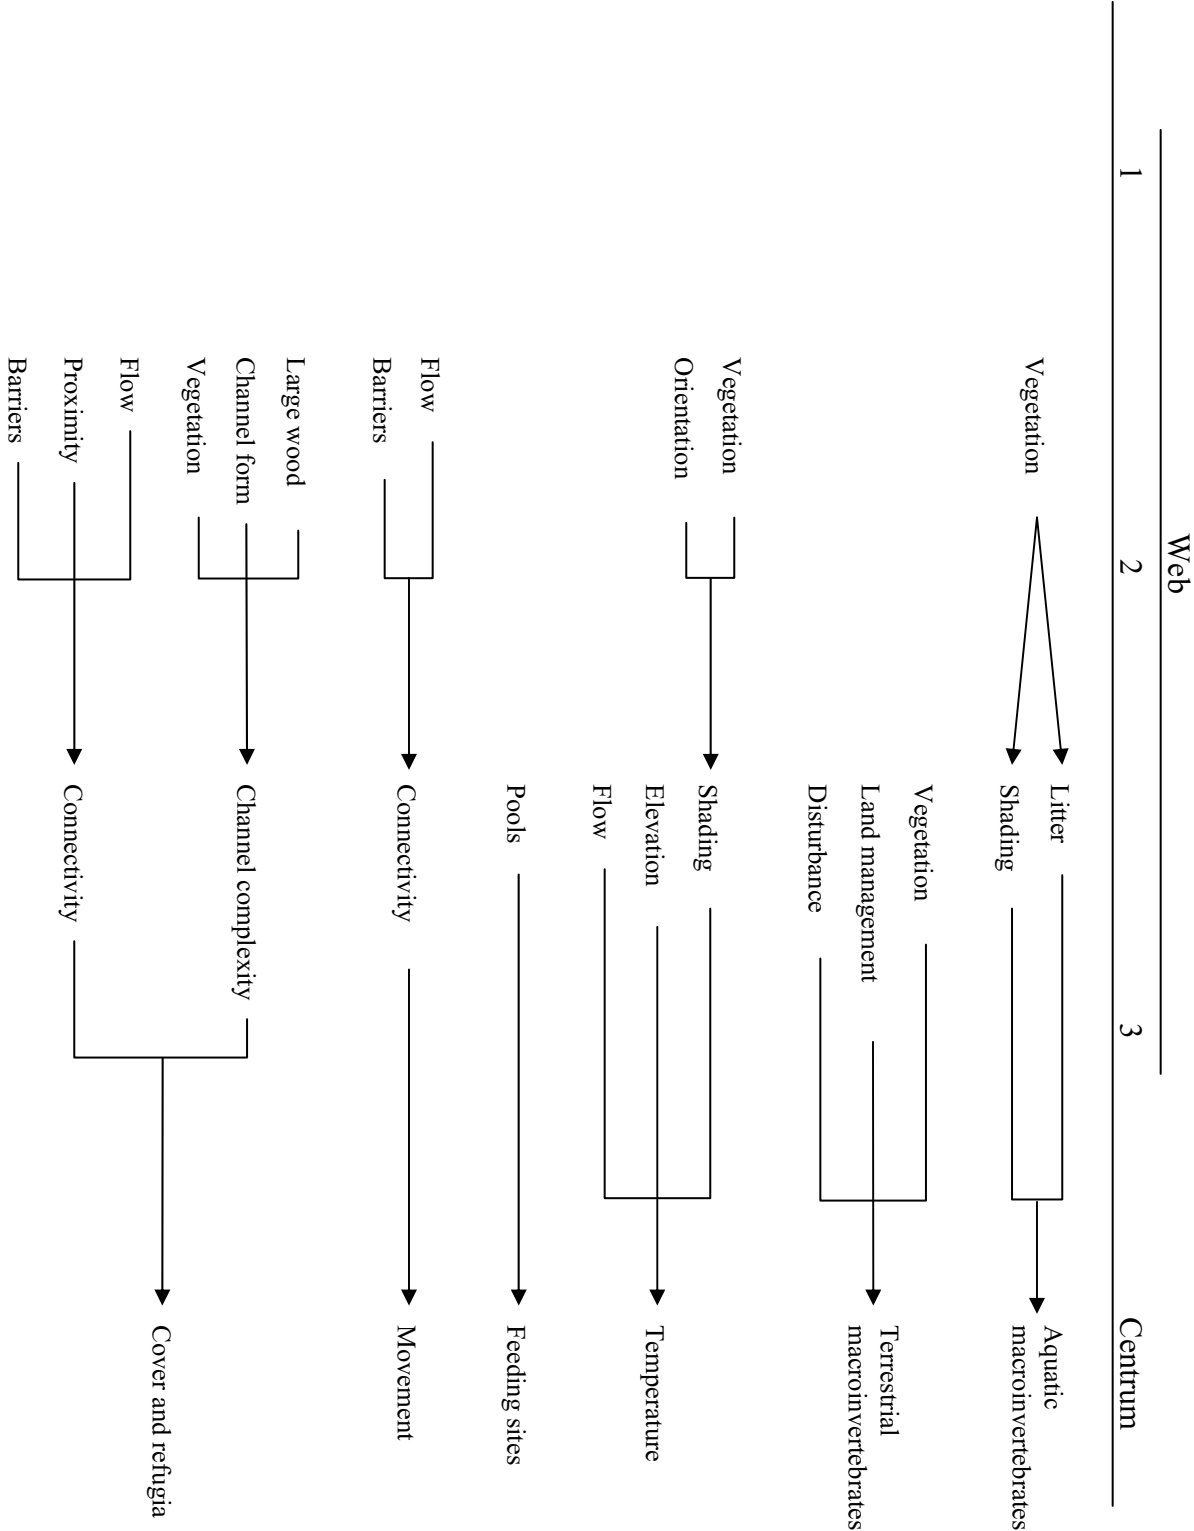 Web
1
2
3
Centrum
Vegetation
Litter
Shading
Aquatic
macroinvertebrates
Vegetation
Land management
Disturbance
Terrestrial
macroinvertebrates
Vegetation
Orientation
Shading
Elevation
Flow
Temperature
Pools
Feeding sites
Flow
Barriers
Connectivity
Movement
Large wood
Channel form
Vegetation
Channel complexity
Flow
Proximity
Barriers
Connectivity
Cover and refugia